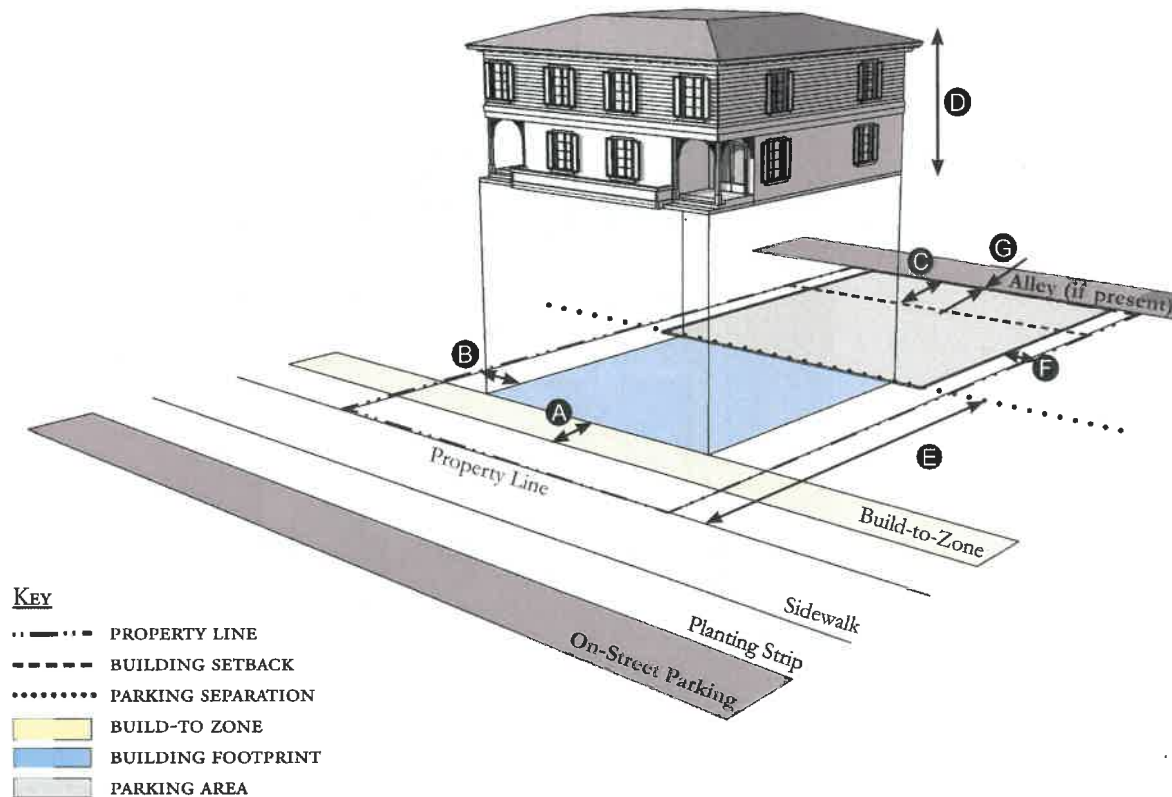 D
G
C
Alley (if present)
B
F
A
E
Property Line
Build-to-Zone
Sidewalk
Planting Strip
On-Street Parking
KEY
PROPERTY LINE
BUILDING SETBACK
PARKING SEPARATION
BUILD-TO ZONE
BUILDING FOOTPRINT
PARKING AREA